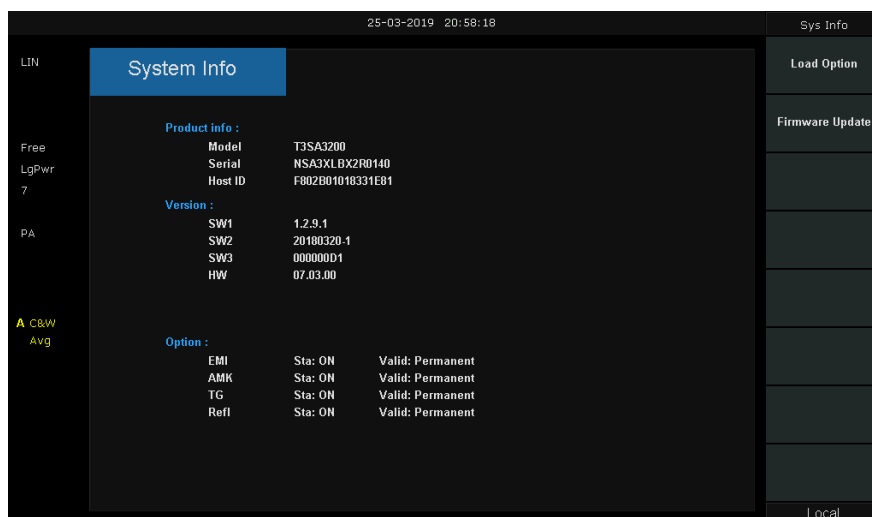 25-03-2019 20:58:18
Sys Info
LIN
System Info
Load Option
Product info :
Firmware Update
Free
Model T3SA3200
LgPwr
Serial NSA3XLBX2R0140
7
Host ID F802B01018331E81
Version :
SW1 1.2.9.1
PA
SW2 20180320-1
SW3 000000D1
HW 07.03.00
A C&W
Avg
Option :
EMI Sta: ON Valid: Permanent
AMK Sta: ON Valid: Permanent
TG Sta: ON Valid: Permanent
Refl Sta: ON Valid: Permanent
Local